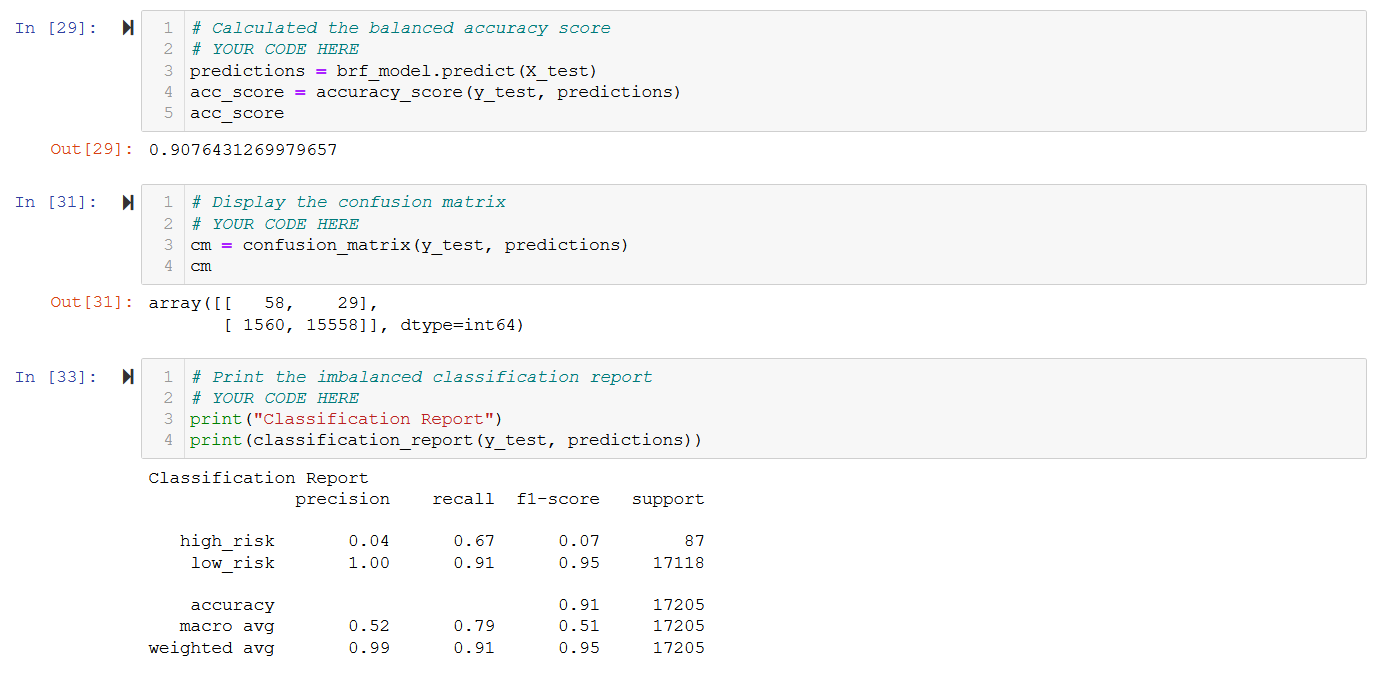 In [29]:
1 # Calculated the balanced accuracy score
2 # YOUR CODE HERE
3 predictions = brf_model.predict(X_test)
4 acc_score = accuracy_score(y_test, predictions)
5 acc_score
Out[29]: 0.9076431269979657
In [31]:
1 # Display the confusion matrix
2 # YOUR CODE HERE
3 cm = confusion_matrix(y_test, predictions)
4 cm
Out[31]: array([[   58,    29],
       [ 1560, 15558]], dtype=int64)
In [33]:
1 # Print the imbalanced classification report
2 # YOUR CODE HERE
3 print("Classification Report")
4 print(classification_report(y_test, predictions))
Classification Report
              precision    recall  f1-score   support
   high_risk       0.04      0.67      0.07        87
    low_risk       1.00      0.91      0.95     17118
    accuracy                           0.91     17205
   macro avg       0.52      0.79      0.51     17205
weighted avg       0.99      0.91      0.95     17205